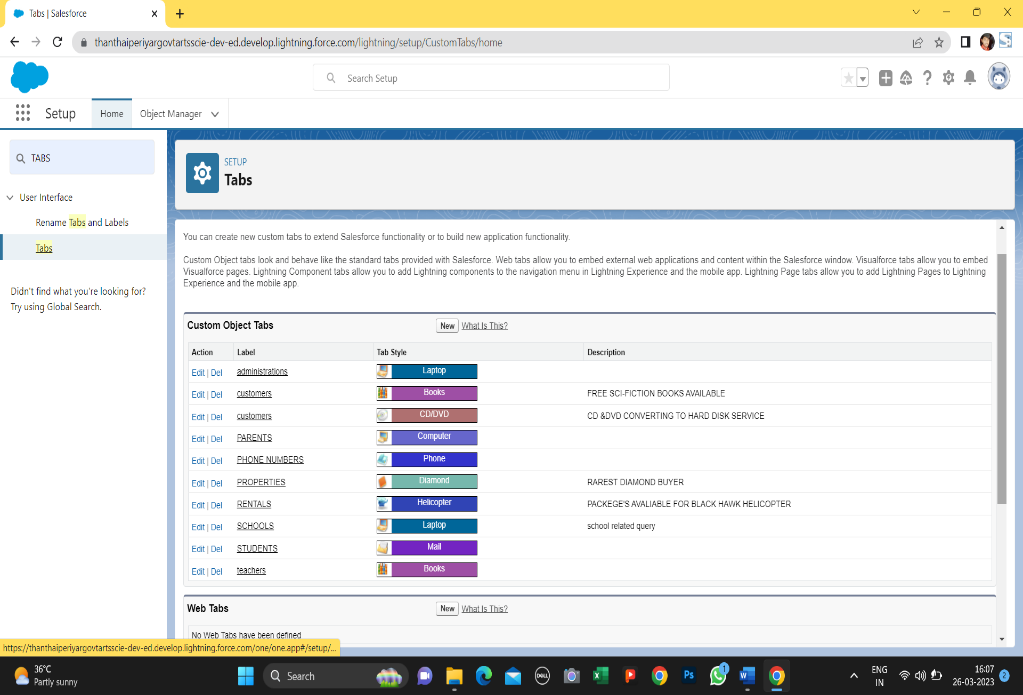 Tabs | Salesforce
thanthaiperiyargovtartsscie-dev-ed.develop.lightning.force.com/lightning/setup/CustomTabs/home
Search Setup
Setup
Home
Object Manager
TABS
User Interface
Rename Tabs and Labels
Tabs
Didn't find what you're looking for?
Try using Global Search.
SETUP
Tabs
You can create new custom tabs to extend Salesforce functionality or to build new application functionality.
Custom Object tabs look and behave like the standard tabs provided with Salesforce. Web tabs allow you to embed external web applications and content within the Salesforce window. Visualforce tabs allow you to embed
Visualforce pages. Lightning Component tabs allow you to add Lightning components to the navigation menu in Lightning Experience and the mobile app. Lightning Page tabs allow you to add Lightning Pages to Lightning
Experience and the mobile app.
Custom Object Tabs New What Is This?
Action Label Tab Style Description
Edit | Del administrations Laptop
Edit | Del customers Books FREE SCI-FICTION BOOKS AVAILABLE
Edit | Del customers CD/DVD CD &DVD CONVERTING TO HARD DISK SERVICE
Edit | Del PARENTS Computer
Edit | Del PHONE NUMBERS Phone
Edit | Del PROPERTIES Diamond RAREST DIAMOND BUYER
Edit | Del RENTALS Helicopter PACKEGE'S AVALIABLE FOR BLACK HAWK HELICOPTER
Edit | Del SCHOOLS Laptop school related query
Edit | Del STUDENTS Mail
Edit | Del teachers Books
Web Tabs New What Is This?
No Web Tabs have been defined
https://thanthaiperiyargovtartsscie-dev-ed.develop.lightning.force.com/one/one.app#/setup/...
36°C
Partly sunny
Search
DELL
Ps
1
ENG
IN
16:07
26-03-2023
2